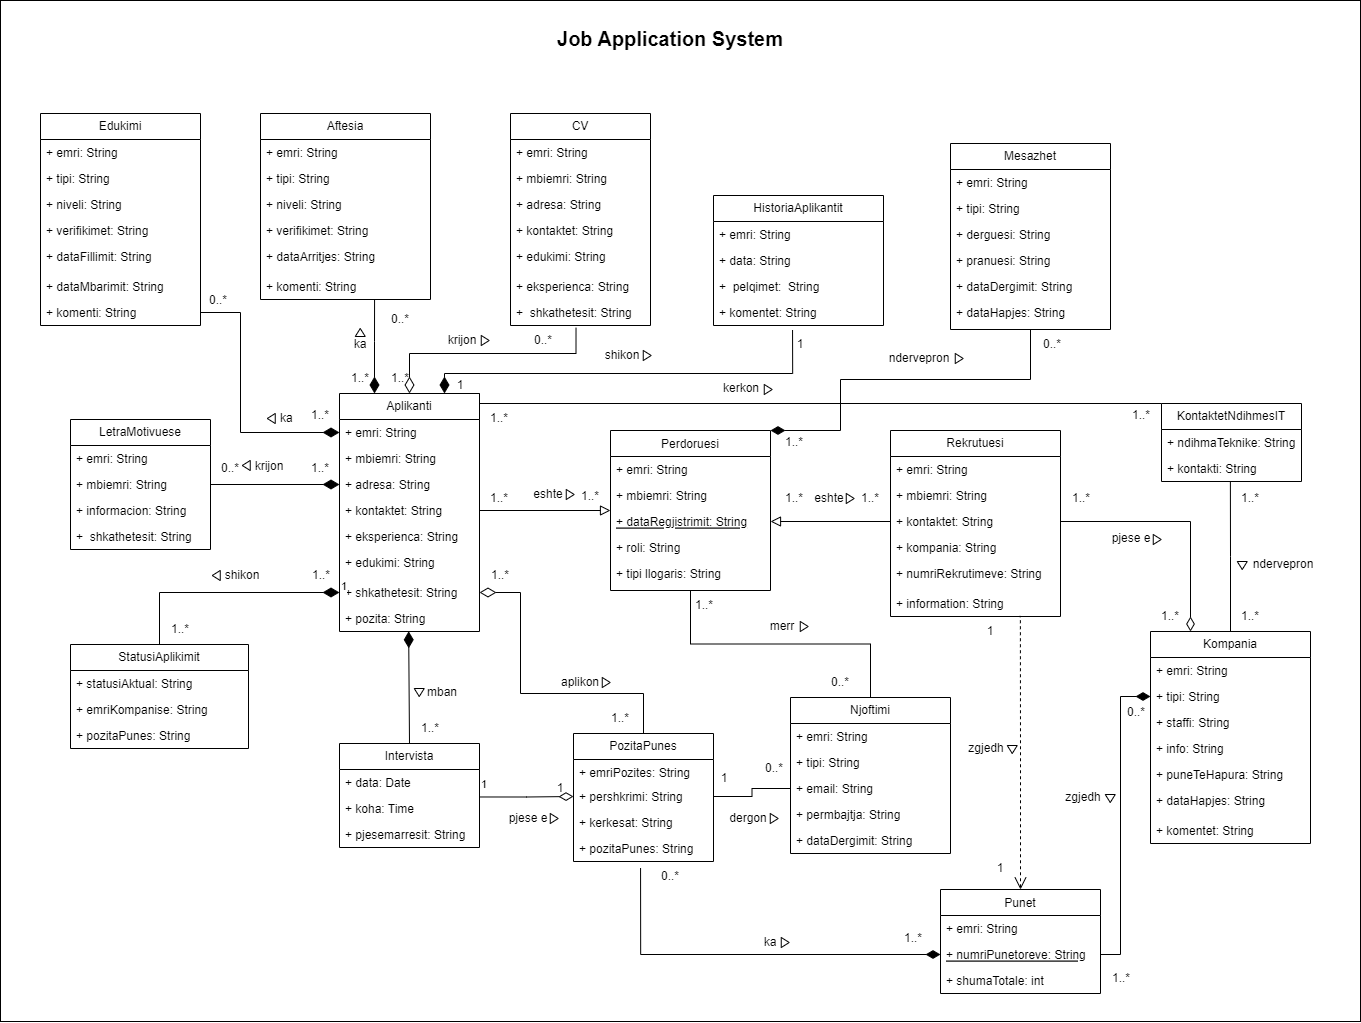 Job Application System
Edukimi
+ emri: String
+ tipi: String
+ niveli: String
+ verifikimet: String
+ dataFillimit: String
+ dataMbarimit: String
+ komenti: String
Aftesia
+ emri: String
+ tipi: String
+ niveli: String
+ verifikimet: String
+ dataArritjes: String
+ komenti: String
CV
+ emri: String
+ mbiemri: String
+ adresa: String
+ kontaktet: String
+ edukimi: String
+ eksperienca: String
+ shkathetesit: String
HistoriaAplikantit
+ emri: String
+ data: String
+ pelqimet: String
+ komentet: String
Mesazhet
+ emri: String
+ tipi: String
+ derguesi: String
+ pranuesi: String
+ dataDergimit: String
+ dataHapjes: String
0..*
0..*
ka
1..*
krijon
0..*
1..*
shikon
1
1
ndervepron
0..*
1..*
kerkon
1..*
1..*
ka
1..*
LetraMotivuese
+ emri: String
+ mbiemri: String
+ informacion: String
+ shkathetesit: String
0..*
krijon
1..*
Aplikanti
+ emri: String
+ mbiemri: String
+ adresa: String
+ kontaktet: String
+ eksperienca: String
+ edukimi: String
+ shkathetesit: String
+ pozita: String
Perdoruesi
+ emri: String
+ mbiemri: String
+ dataRegjistrimit: String
+ roli: String
+ tipi llogaris: String
Rekrutuesi
+ emri: String
+ mbiemri: String
+ kontaktet: String
+ kompania: String
+ numriRekrutimeve: String
+ information: String
KontaktetNdihmesIT
+ ndihmaTeknike: String
+ kontakti: String
1..*
eshte
1..*
1..*
eshte
1..*
1..*
pjese e
1..*
1..*
ndervepron
1..*
shikon
1..*
1
1..*
StatusiAplikimit
+ statusiAktual: String
+ emriKompanise: String
+ pozitaPunes: String
1..*
aplikon
1..*
mban
1..*
1..*
merr
0..*
1
zgjedh
1
Intervista
+ data: Date
+ koha: Time
+ pjesemarresit: String
1
pjese e
1
PozitaPunes
+ emriPozites: String
+ pershkrimi: String
+ kerkesat: String
+ pozitaPunes: String
1
dergon
0..*
Njoftimi
+ emri: String
+ tipi: String
+ email: String
+ permbajtja: String
+ dataDergimit: String
Kompania
+ emri: String
+ tipi: String
+ staffi: String
+ info: String
+ puneTeHapura: String
+ dataHapjes: String
+ komentet: String
0..*
zgjedh
1..*
0..*
ka
1..*
Punet
+ emri: String
+ numriPunetoreve: String
+ shumaTotale: int